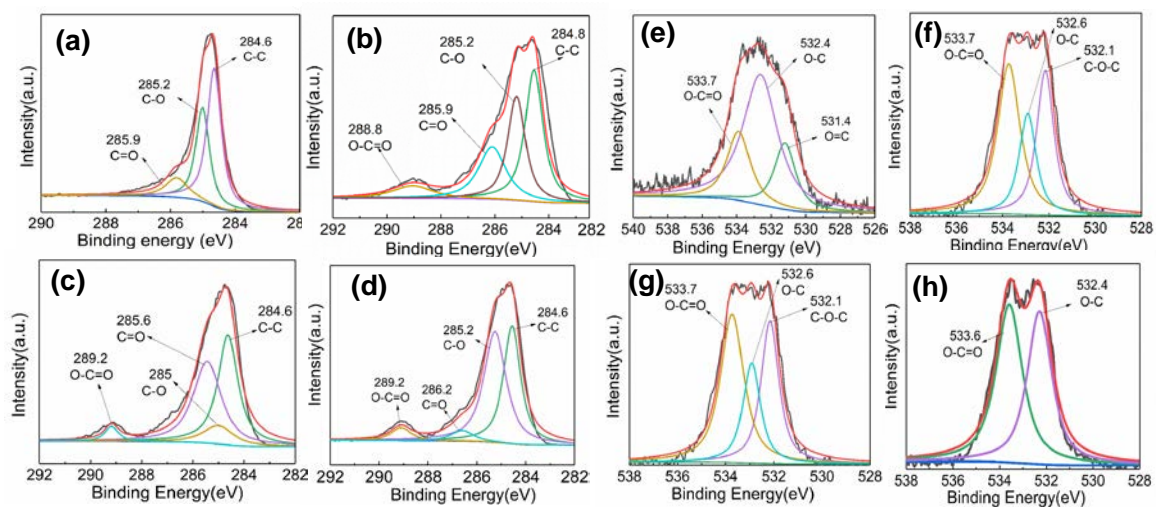 (a)
284.6
C-C
285.2
C-O
285.9
C=O
Intensity(a.u.)
290 288 286 284 28
Binding energy (eV)
(b)
284.8
C-C
285.2
C-O
285.9
C=O
288.8
O-C=O
Intensity(a.u.)
292 290 288 286 284 282
Binding Energy(eV)
(e)
532.4
O-C
533.7
O-C=O
531.4
O=C
Intensity(a.u.)
540 538 536 534 532 530 528 526
Binding Energy(eV)
(f)
532.6
O-C
532.1
C-O-C
533.7
O-C=O
Intensity(a.u.)
538 536 534 532 530 528
Binding Energy(eV)
(c)
284.6
C-C
285.6
C=O
289.2
O-C=O
285
C-O
Intensity(a.u.)
292 290 288 286 284 282
Binding Energy(eV)
(d)
284.6
C-C
285.2
C-O
289.2
O-C=O
286.2
C=O
Intensity(a.u.)
292 290 288 286 284 282
Binding Energy(eV)
(g)
532.6
O-C
532.1
C-O-C
533.7
O-C=O
Intensity(a.u.)
538 536 534 532 530 528
Binding Energy(eV)
(h)
532.4
O-C
533.6
O-C=O
Intensity(a.u.)
538 536 534 532 530 528
Binding Energy(eV)